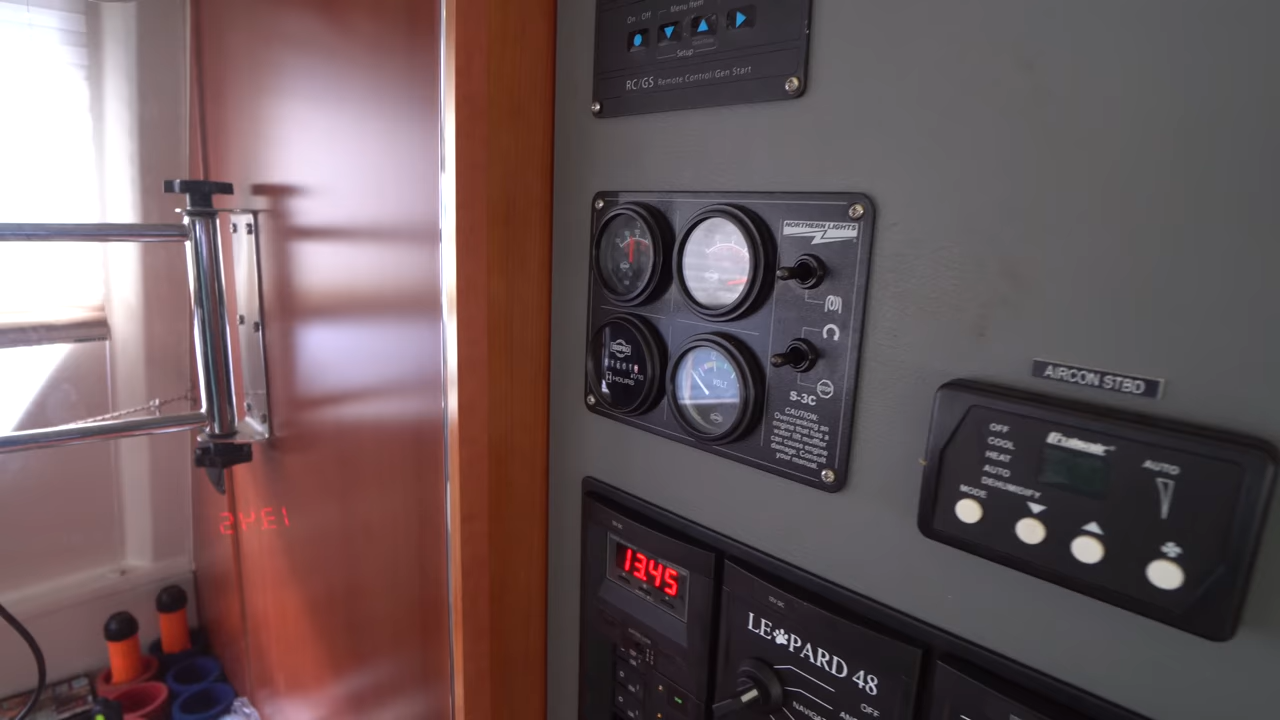 On Off
Menu Item
Setup
RC/GS Remote Control/Gen Start
NORTHERN LIGHTS
VOLT
HOURS
STOP
S-3C
CAUTION:
Overcranking an
engine that has a
water lift muffler
can cause engine
damage. Consult
your manual.
AIRCON STBD
OFF
COOL
HEAT
AUTO
DEHUMIDIFY
MODE
AUTO
13.45
LEOPARD 48
OFF